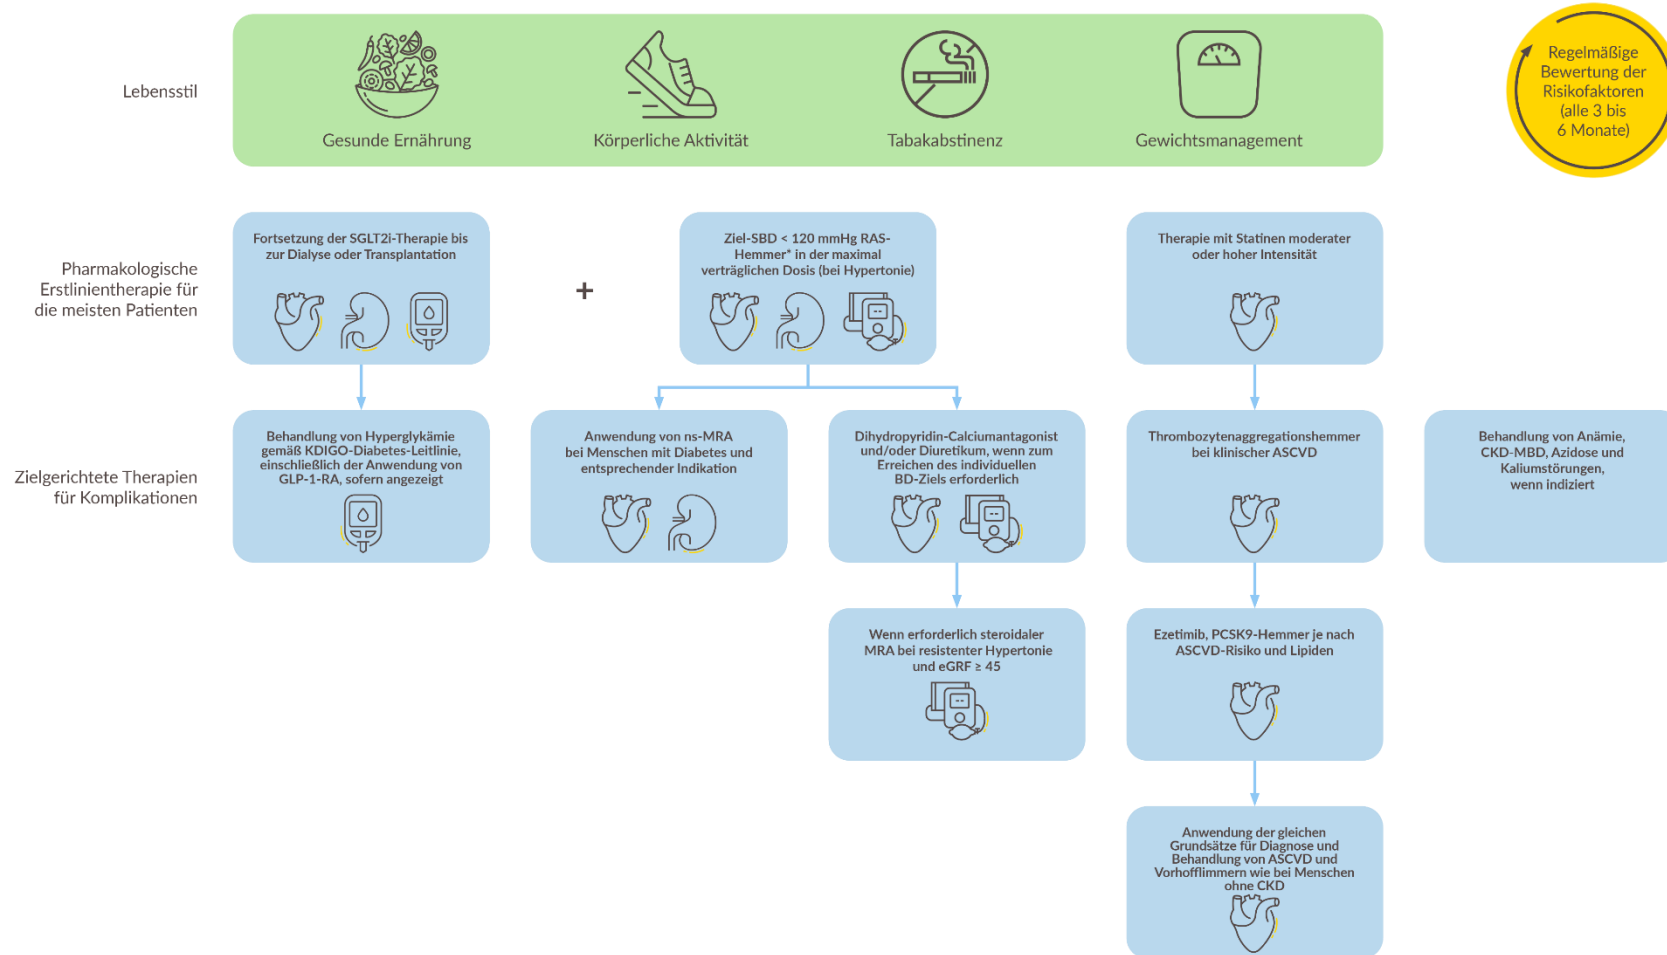 Lebensstil
Gesunde Ernährung
Körperliche Aktivität
Tabakabstinenz
Gewichtsmanagement
Regelmäßige
Bewertung der
Risikofaktoren
(alle 3 bis
6 Monate)
Pharmakologische
Erstlinientherapie für
die meisten Patienten
Fortsetzung der SGLT2i-Therapie bis
zur Dialyse oder Transplantation
+
Ziel-SBD < 120 mmHg RAS-
Hemmer* in der maximal
verträglichen Dosis (bei Hypertonie)
Therapie mit Statinen moderater
oder hoher Intensität
Zielgerichtete Therapien
für Komplikationen
Behandlung von Hyperglykämie
gemäß KDIGO-Diabetes-Leitlinie,
einschließlich der Anwendung von
GLP-1-RA, sofern angezeigt
Anwendung von ns-MRA
bei Menschen mit Diabetes und
entsprechender Indikation
Dihydropyridin-Calciumantagonist
und/oder Diuretikum, wenn zum
Erreichen des individuellen
BD-Ziels erforderlich
Thrombozytenaggregationshemmer
bei klinischer ASCVD
Behandlung von Anämie,
CKD-MBD, Azidose und
Kaliumstörungen,
wenn indiziert
Wenn erforderlich steroidaler
MRA bei resistenter Hypertonie
und eGRF ≥ 45
Ezetimib, PCSK9-Hemmer je nach
ASCVD-Risiko und Lipiden
Anwendung der gleichen
Grundsätze für Diagnose und
Behandlung von ASCVD und
Vorhofflimmern wie bei Menschen
ohne CKD